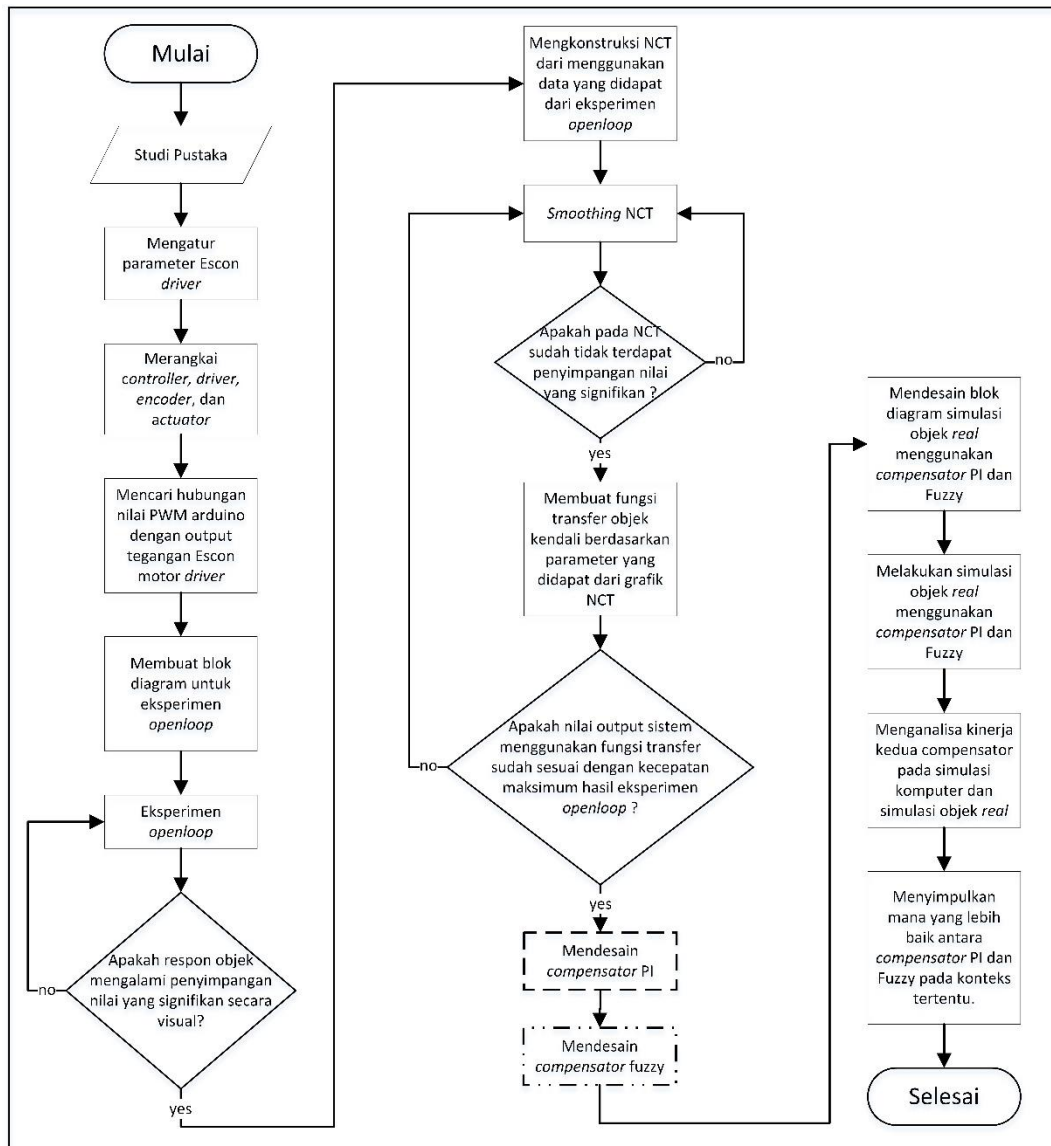 Mulai
Studi Pustaka
Mengatur
parameter Escon
driver
Merangkai
controller, driver,
encoder, dan
actuator
Mencari hubungan
nilai PWM arduino
dengan output
tegangan Escon
motor driver
Membuat blok
diagram untuk
eksperimen
openloop
Eksperimen
openloop
Apakah respon objek
mengalami penyimpangan
nilai yang signifikan secara
visual?
no
yes
Mengkonstruksi NCT
dari menggunakan
data yang didapat
dari eksperimen
openloop
Smoothing NCT
Apakah pada NCT
sudah tidak terdapat
penyimpangan nilai
yang signifikan ?
no
yes
Membuat fungsi
transfer objek
kendali berdasarkan
parameter yang
didapat dari grafik
NCT
Apakah nilai output sistem
menggunakan fungsi transfer
sudah sesuai dengan kecepatan
maksimum hasil eksperimen
openloop ?
no
yes
Mendesain
compensator PI
Mendesain
compensator fuzzy
Mendesain blok
diagram simulasi
objek real
menggunakan
compensator PI dan
Fuzzy
Melakukan simulasi
objek real
menggunakan
compensator PI dan
Fuzzy
Menganalisa kinerja
kedua compensator
pada simulasi
komputer dan
simulasi objek real
Menyimpulkan
mana yang lebih
baik antara
compensator PI dan
Fuzzy pada konteks
tertentu.
Selesai